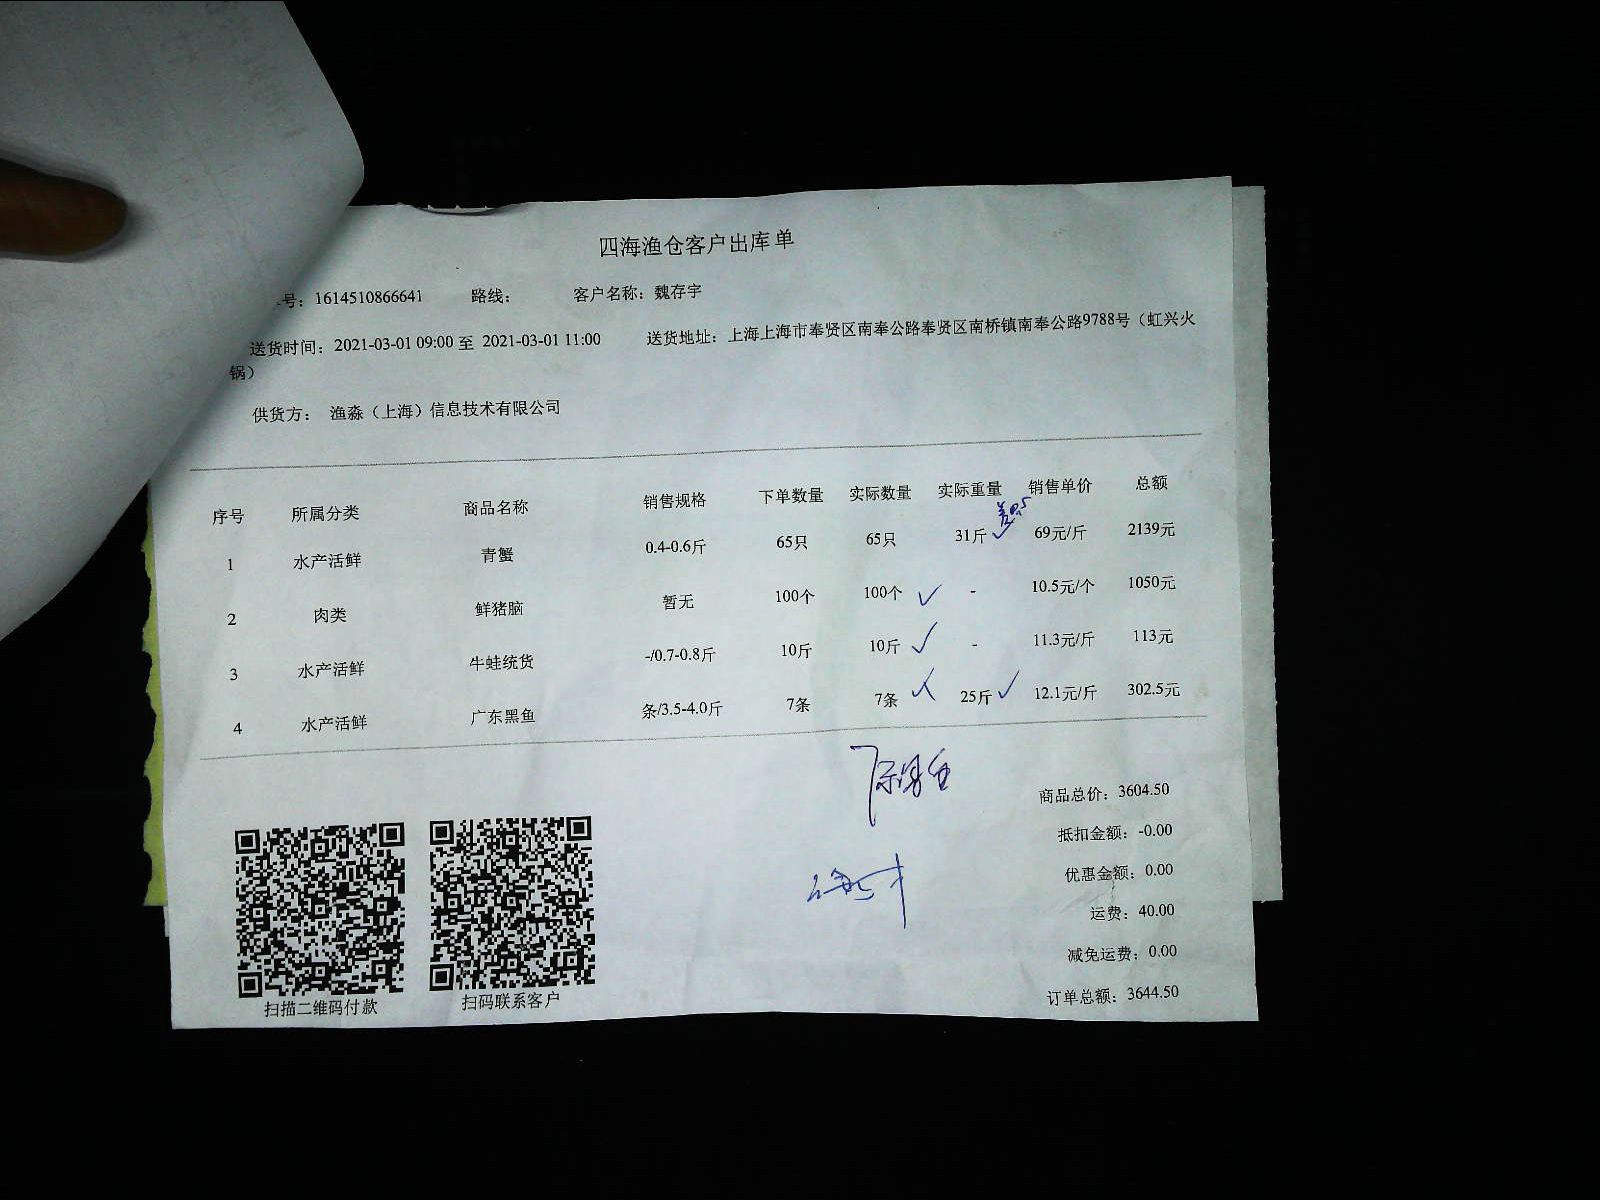 四海渔仓客户出库单
号：1614510866641 路线： 客户名称：魏存宇
送货时间：2021-03-01 09:00 至 2021-03-01 11:00 送货地址：上海上海市奉贤区南奉公路奉贤区南桥镇南奉公路9788号（虹兴火
锅）
供货方： 渔淼（上海）信息技术有限公司
序号 所属分类 商品名称 销售规格 下单数量 实际数量 实际重量 销售单价 总额
差0.5
1 水产活鲜 青蟹 0.4-0.6斤 65只 65只 31斤 69元/斤 2139元
2 肉类 鲜猪脑 暂无 100个 100个 - 10.5元/个 1050元
3 水产活鲜 牛蛙统货 -/0.7-0.8斤 10斤 10斤 - 11.3元/斤 113元
4 水产活鲜 广东黑鱼 条/3.5-4.0斤 7条 7条 25斤 12.1元/斤 302.5元
商品总价：3604.50
抵扣金额：-0.00
优惠金额：0.00
运费：40.00
减免运费：0.00
订单总额：3644.50
扫描二维码付款 扫码联系客户